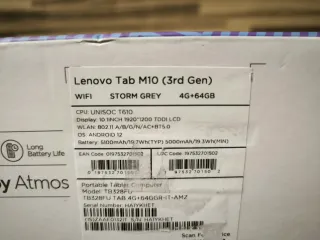 Lenovo Tab M10 (3rd Gen)
WIFI STORM GREY 4G+64GB
CPU: UNISOC T610
Display: 10.1INCH 1920*1200 TDDI LCD
WLAN: 802.11 A/B/G/N/AC+BT5.0
OS: ANDROID 12
Battery: 5100mAh/19.7Wh(TYP) 5000mAh/19.3Wh(MIN)
EAN Code: 0197532701502
UPC Code: 197532701502
Long
Battery Life
y Atmos
Portable Tablet Computer
Model: TB328FU
TB328FU TAB 4G+64GGR-IT-AMZ
Serial Number: HA1YKHET